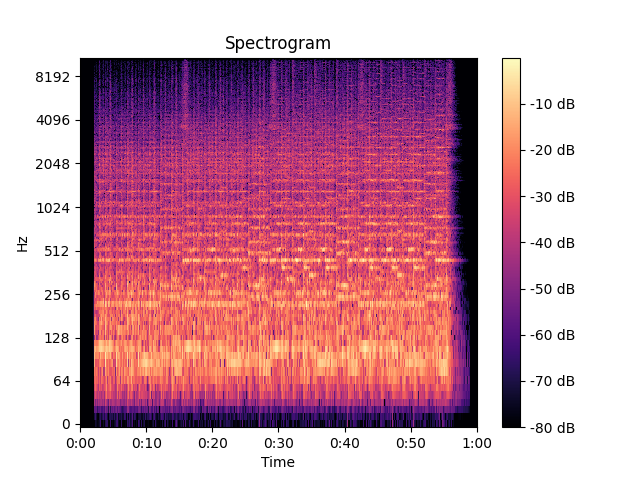 Spectrogram
Hz
8192
4096
2048
1024
512
256
128
64
0
0:00 0:10 0:20 0:30 0:40 0:50 1:00
Time
-10 dB
-20 dB
-30 dB
-40 dB
-50 dB
-60 dB
-70 dB
-80 dB